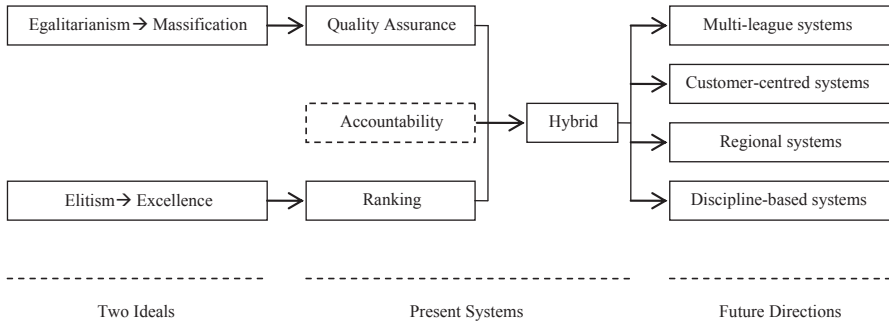 Egalitarianism → Massification
Quality Assurance
Multi-league systems
Customer-centred systems
Accountability
Hybrid
Regional systems
Elitism → Excellence
Ranking
Discipline-based systems
Two Ideals
Present Systems
Future Directions